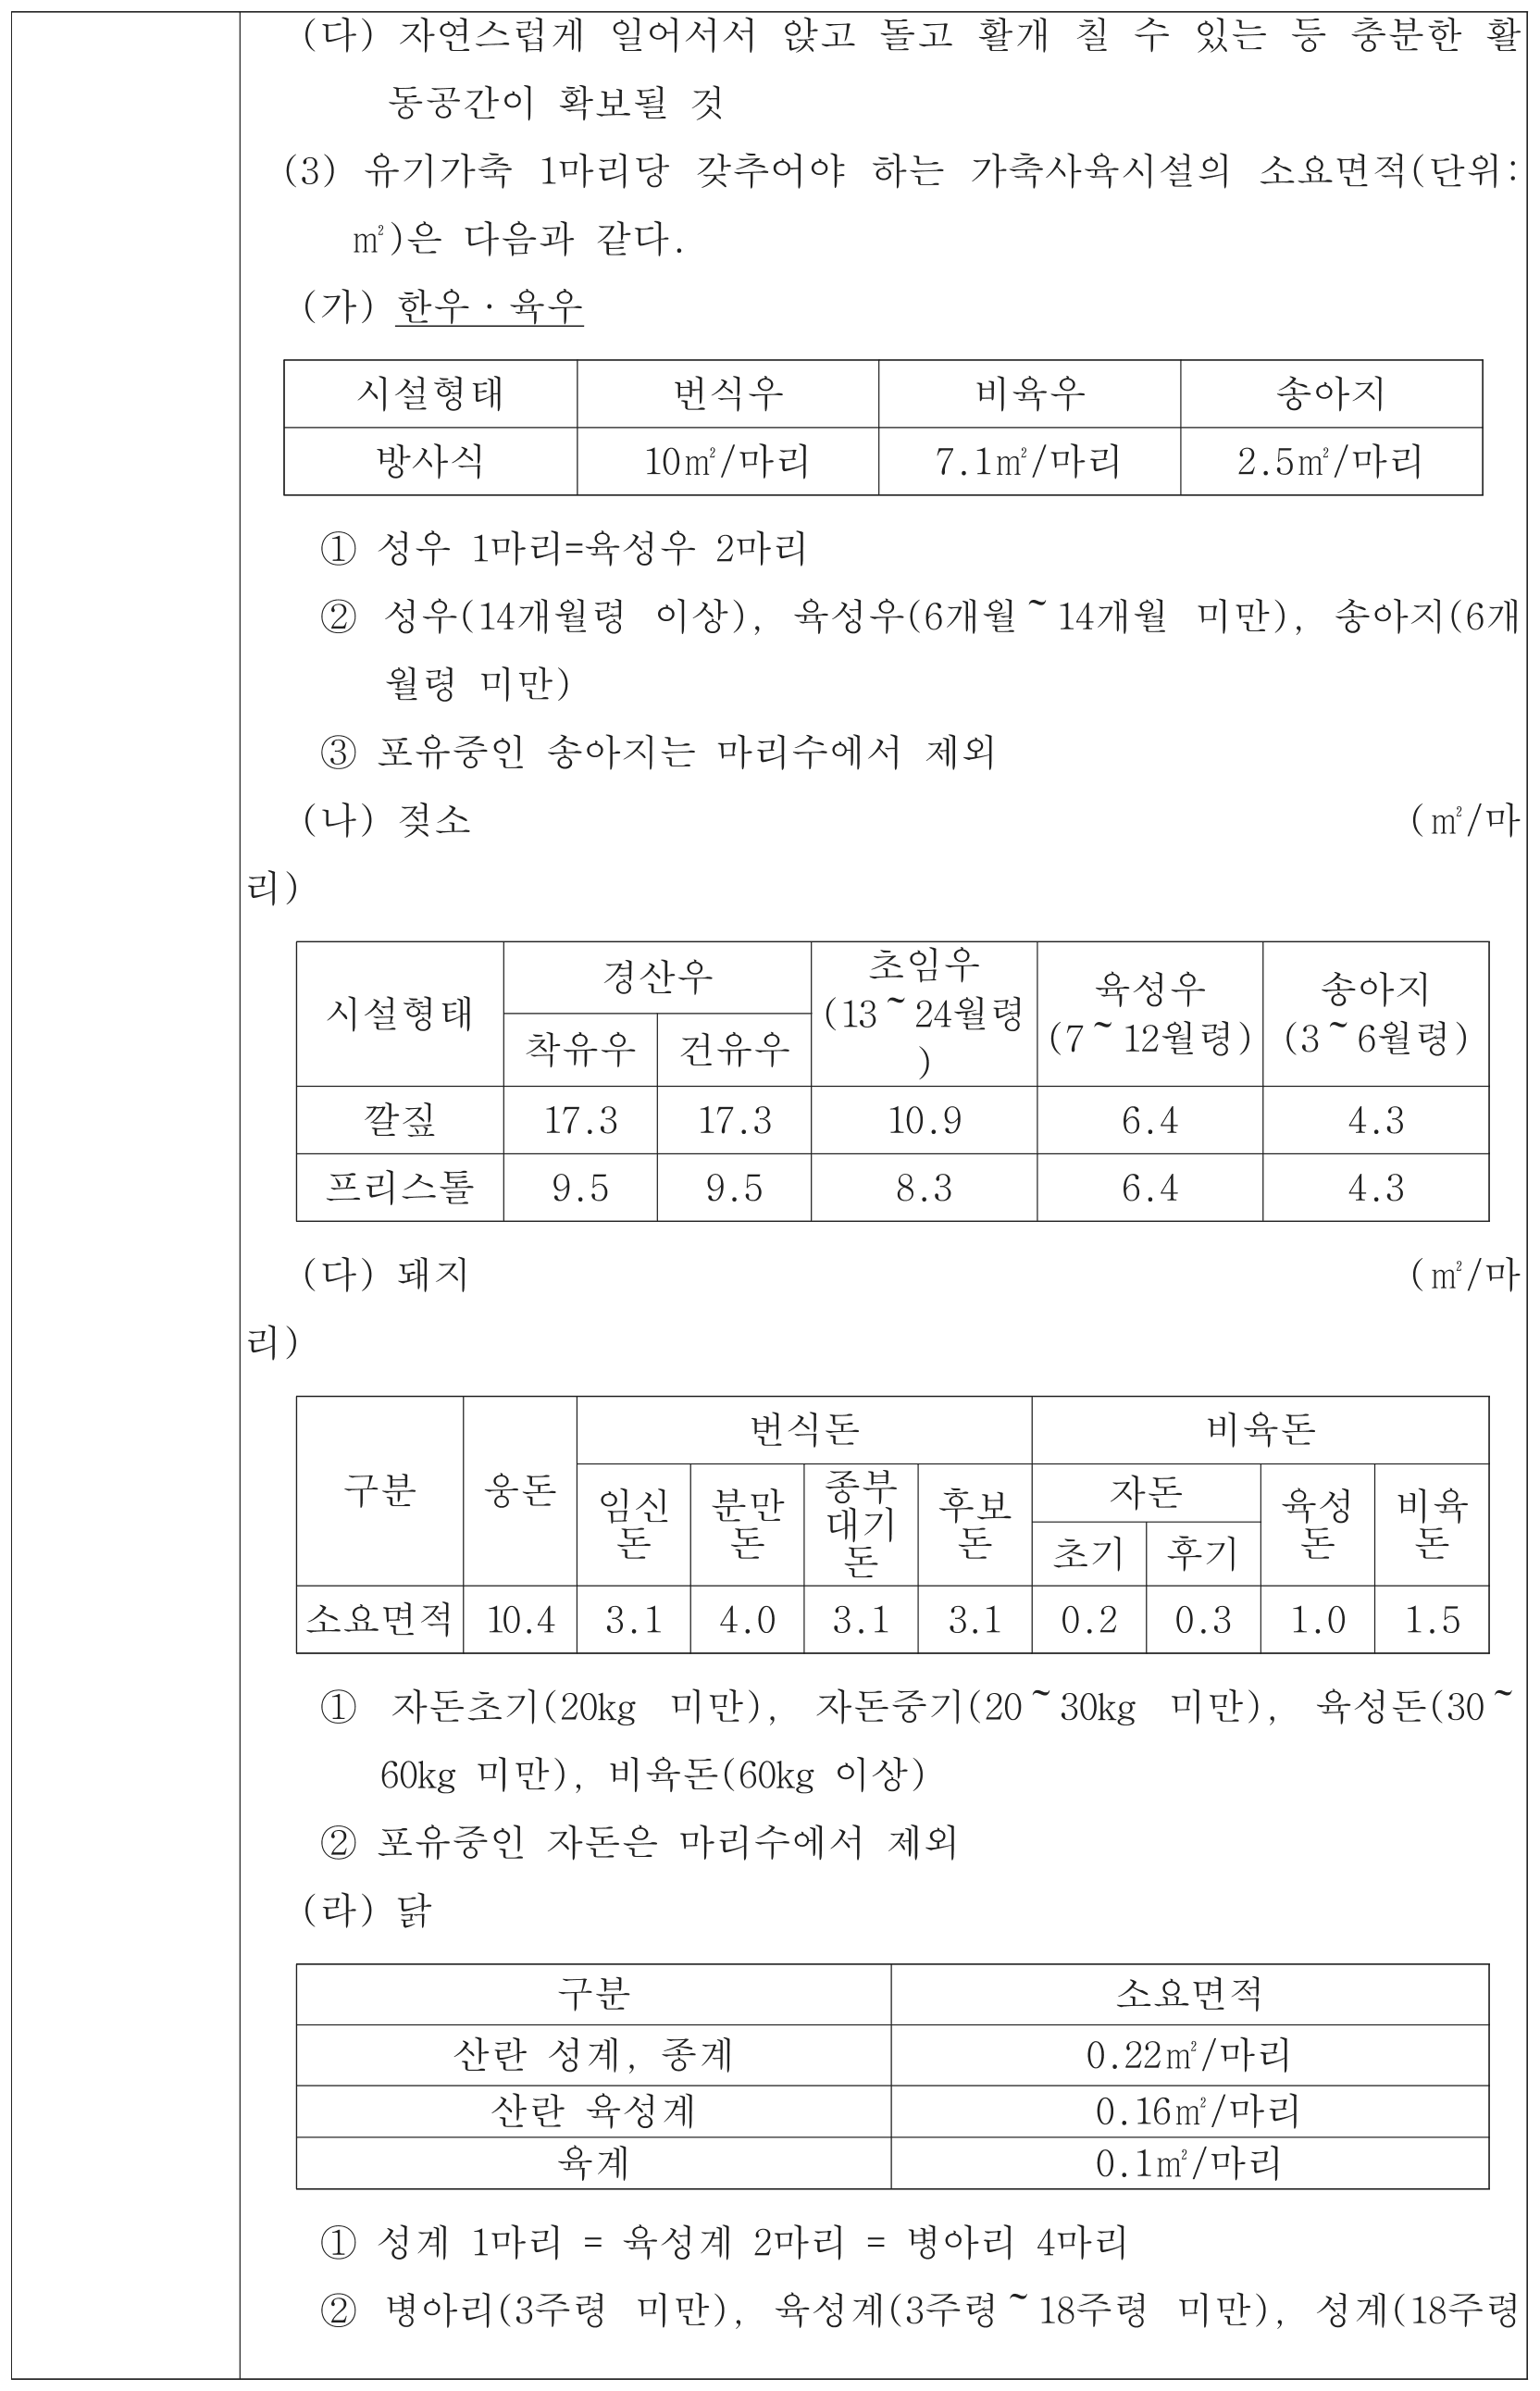 (다) 자연스럽게 일어서서 앉고 돌고 활개 칠 수 있는 등 충분한 활
동공간이 확보될 것
(3) 유기가축 1마리당 갖추어야 하는 가축사육시설의 소요면적(단위:
㎡)은 다음과 같다.
(가) 한우·육우
시설형태 번식우 비육우 송아지
방사식 10㎡/마리 7.1㎡/마리 2.5㎡/마리
① 성우 1마리=육성우 2마리
② 성우(14개월령 이상), 육성우(6개월~14개월 미만), 송아지(6개
월령 미만)
③ 포유중인 송아지는 마리수에서 제외
(나) 젖소 (㎡/마
리)
시설형태 경산우 초임우 (13~24월령) 육성우 (7~12월령) 송아지 (3~6월령)
착유우 건유우
깔짚 17.3 17.3 10.9 6.4 4.3
프리스톨 9.5 9.5 8.3 6.4 4.3
(다) 돼지 (㎡/마
리)
구분 웅돈 번식돈 비육돈
임신돈 분만돈 종부대기돈 후보돈 자돈 육성돈 비육돈
초기 후기
소요면적 10.4 3.1 4.0 3.1 3.1 0.2 0.3 1.0 1.5
① 자돈초기(20kg 미만), 자돈중기(20~30kg 미만), 육성돈(30~
60kg 미만), 비육돈(60kg 이상)
② 포유중인 자돈은 마리수에서 제외
(라) 닭
구분 소요면적
산란 성계, 종계 0.22㎡/마리
산란 육성계 0.16㎡/마리
육계 0.1㎡/마리
① 성계 1마리 = 육성계 2마리 = 병아리 4마리
② 병아리(3주령 미만), 육성계(3주령~18주령 미만), 성계(18주령